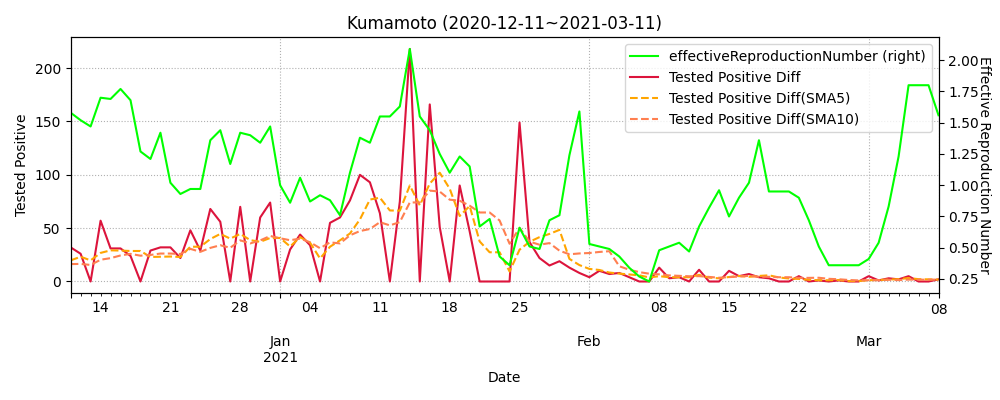 Kumamoto (2020-12-11~2021-03-11)
effectiveReproductionNumber (right)
Tested Positive Diff
Tested Positive Diff(SMA5)
Tested Positive Diff(SMA10)
Tested Positive
200
150
100
50
0
Effective Reproduction Number
2.00
1.75
1.50
1.25
1.00
0.75
0.50
0.25
14 21 28 04 11 18 25 08 15 22 08
Jan Feb Mar
2021
Date